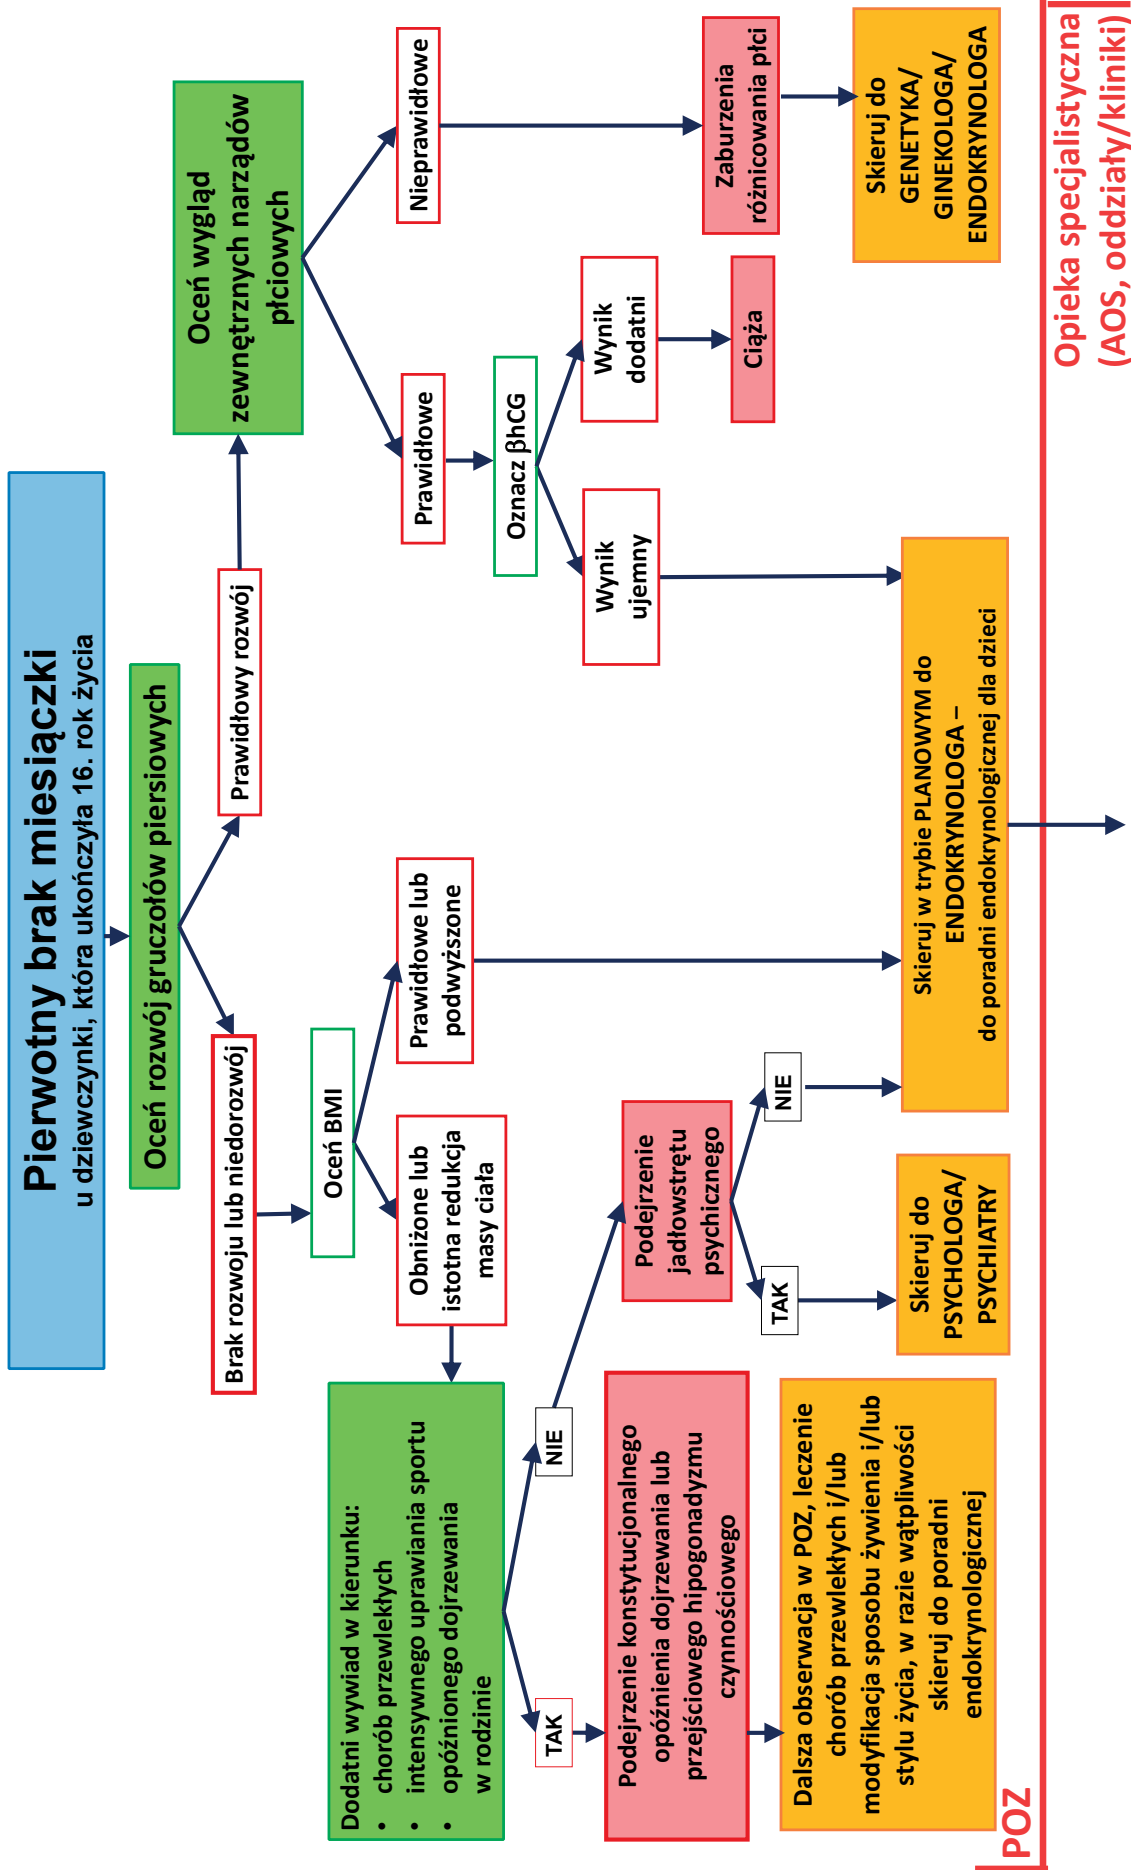 Pierwotny brak miesiączki
u dziewczynki, która ukończyła 16. rok życia
Oceń rozwój gruczołów piersiowych
Brak rozwoju lub niedorozwój
Prawidłowy rozwój
Oceń wygląd
zewnętrznych narządów
płciowych
Oceń BMI
Obniżone lub
istotna redukcja
masy ciała
Prawidłowe lub
podwyższone
Prawidłowe
Nieprawidłowe
Oznacz βhCG
Wynik
ujemny
Wynik
dodatni
Ciąża
Zaburzenia
różnicowania płci
Dodatni wywiad w kierunku:
• chorób przewlekłych
• intensywnego uprawiania sportu
• opóźnionego dojrzewania
w rodzinie
TAK
NIE
Podejrzenie konstytucjonalnego
opóźnienia dojrzewania lub
przejściowego hipogonadyzmu
czynnościowego
Podejrzenie
jadłowstrętu
psychicznego
TAK
NIE
Dalsza obserwacja w POZ, leczenie
chorób przewlekłych i/lub
modyfikacja sposobu żywienia i/lub
stylu życia, w razie wątpliwości
skieruj do poradni
endokrynologicznej
Skieruj do
PSYCHOLOGA/
PSYCHIATRY
Skieruj w trybie PLANOWYM do
ENDOKRYNOLOGA –
do poradni endokrynologicznej dla dzieci
Skieruj do
GENETYKA/
GINEKOLOGA/
ENDOKRYNOLOGA
POZ
Opieka specjalistyczna
(AOS, oddziały/kliniki)